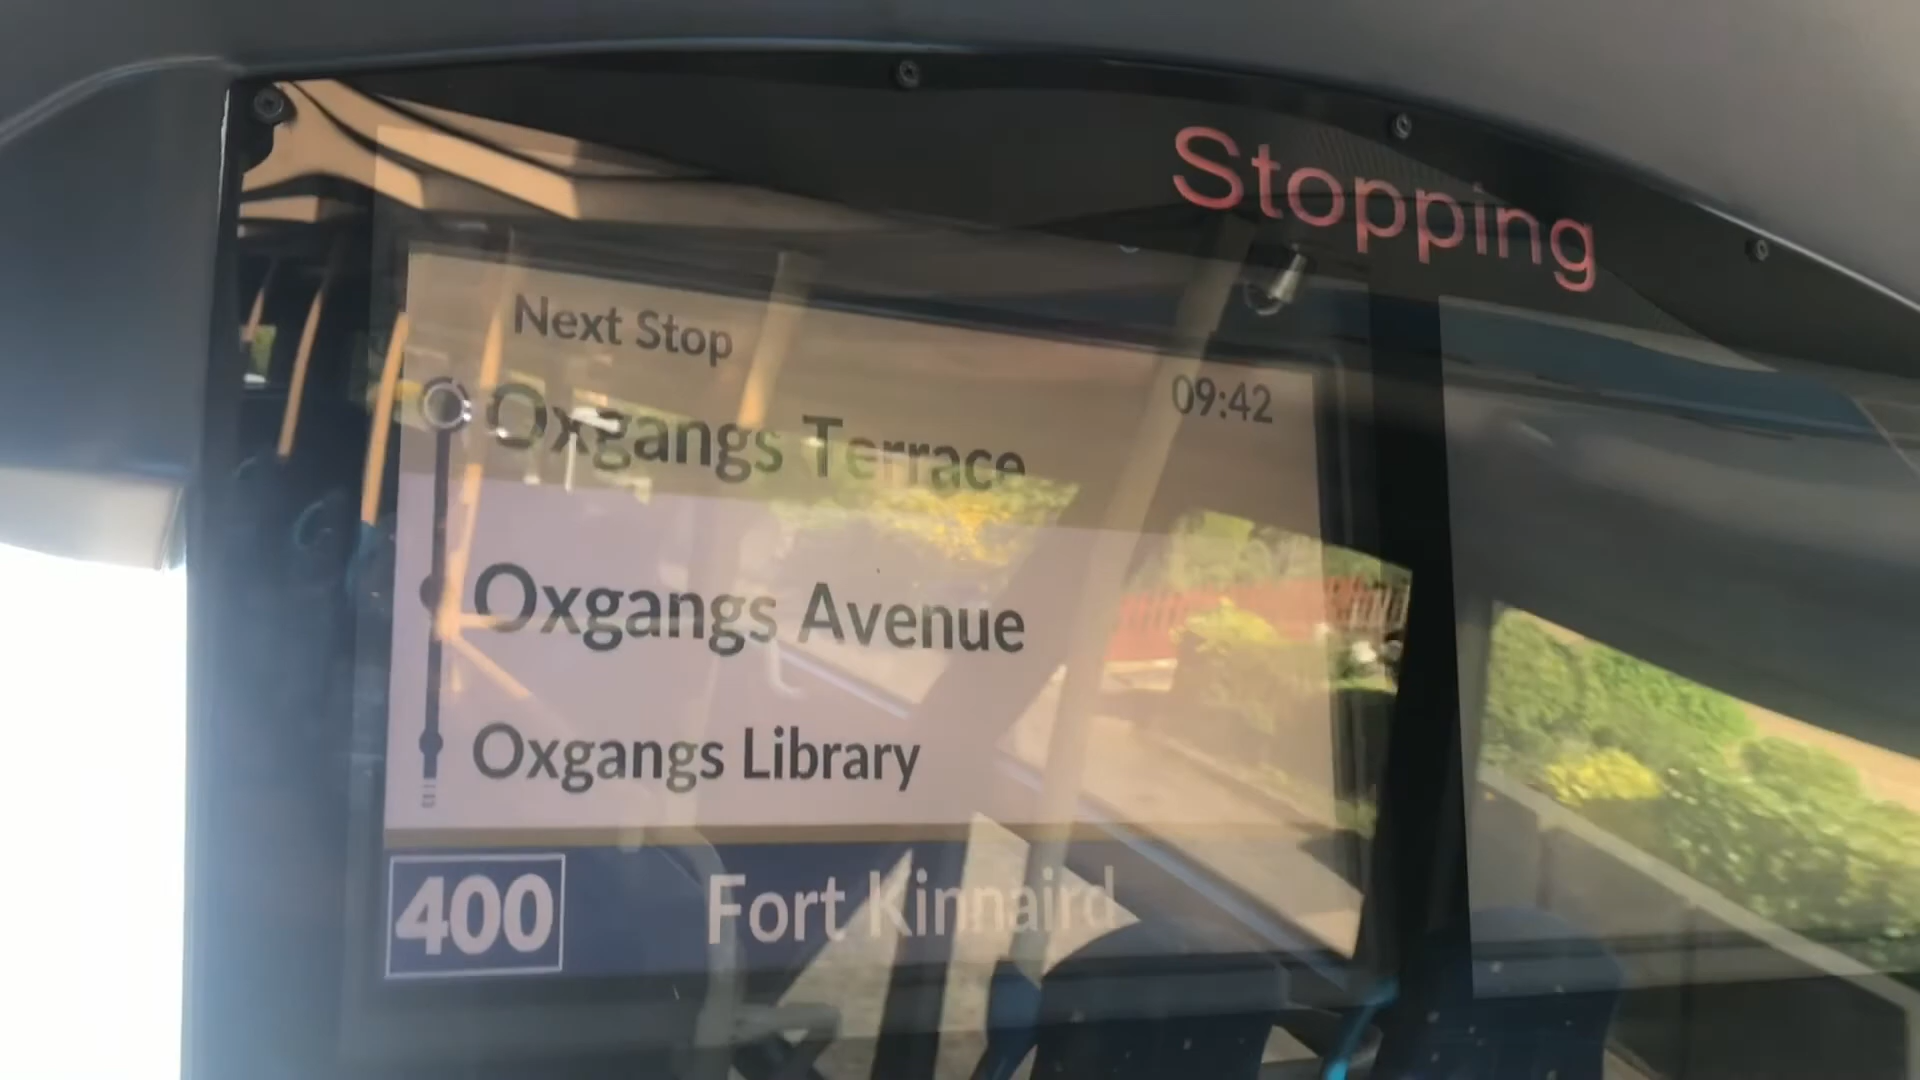 Stopping
Next Stop
09:42
Oxgangs Terrace
Oxgangs Avenue
Oxgangs Library
400 Fort Kinnaird